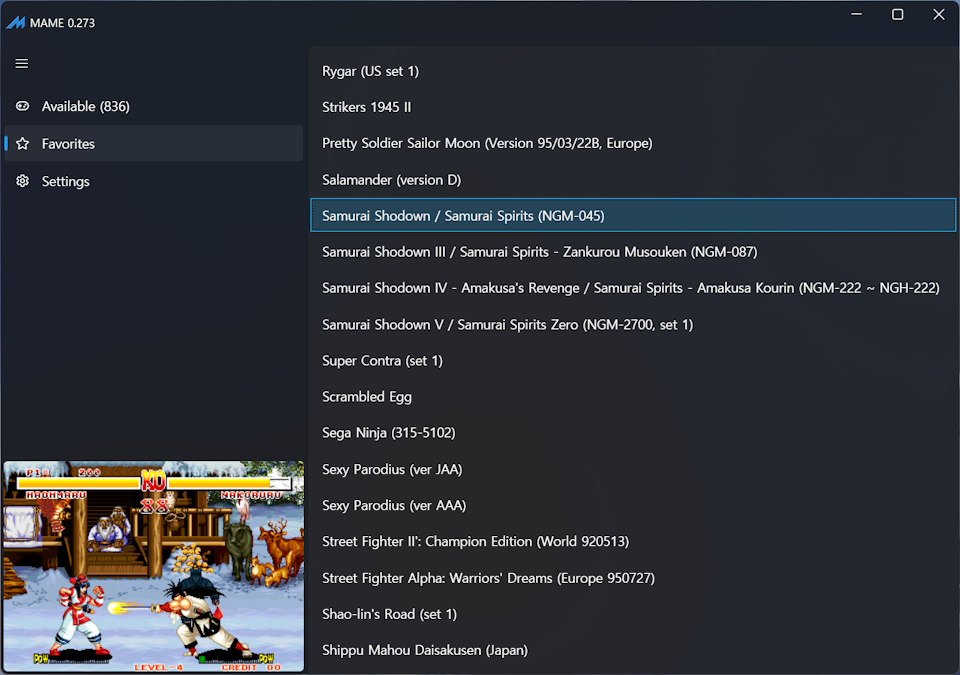 MAME 0.273
Available (836)
Favorites
Settings
Rygar (US set 1)
Strikers 1945 II
Pretty Soldier Sailor Moon (Version 95/03/22B, Europe)
Salamander (version D)
Samurai Shodown / Samurai Spirits (NGM-045)
Samurai Shodown III / Samurai Spirits - Zankurou Musouken (NGM-087)
Samurai Shodown IV - Amakusa's Revenge / Samurai Spirits - Amakusa Kourin (NGM-222 ~ NGH-222)
Samurai Shodown V / Samurai Spirits Zero (NGM-2700, set 1)
Super Contra (set 1)
Scrambled Egg
Sega Ninja (315-5102)
Sexy Parodius (ver JAA)
Sexy Parodius (ver AAA)
Street Fighter II': Champion Edition (World 920513)
Street Fighter Alpha: Warriors' Dreams (Europe 950727)
Shao-lin's Road (set 1)
Shippu Mahou Daisakusen (Japan)
P1= 200 KO
HAOHMARU NAKORURU
38
POW POW
LEVEL-4 CREDIT 00